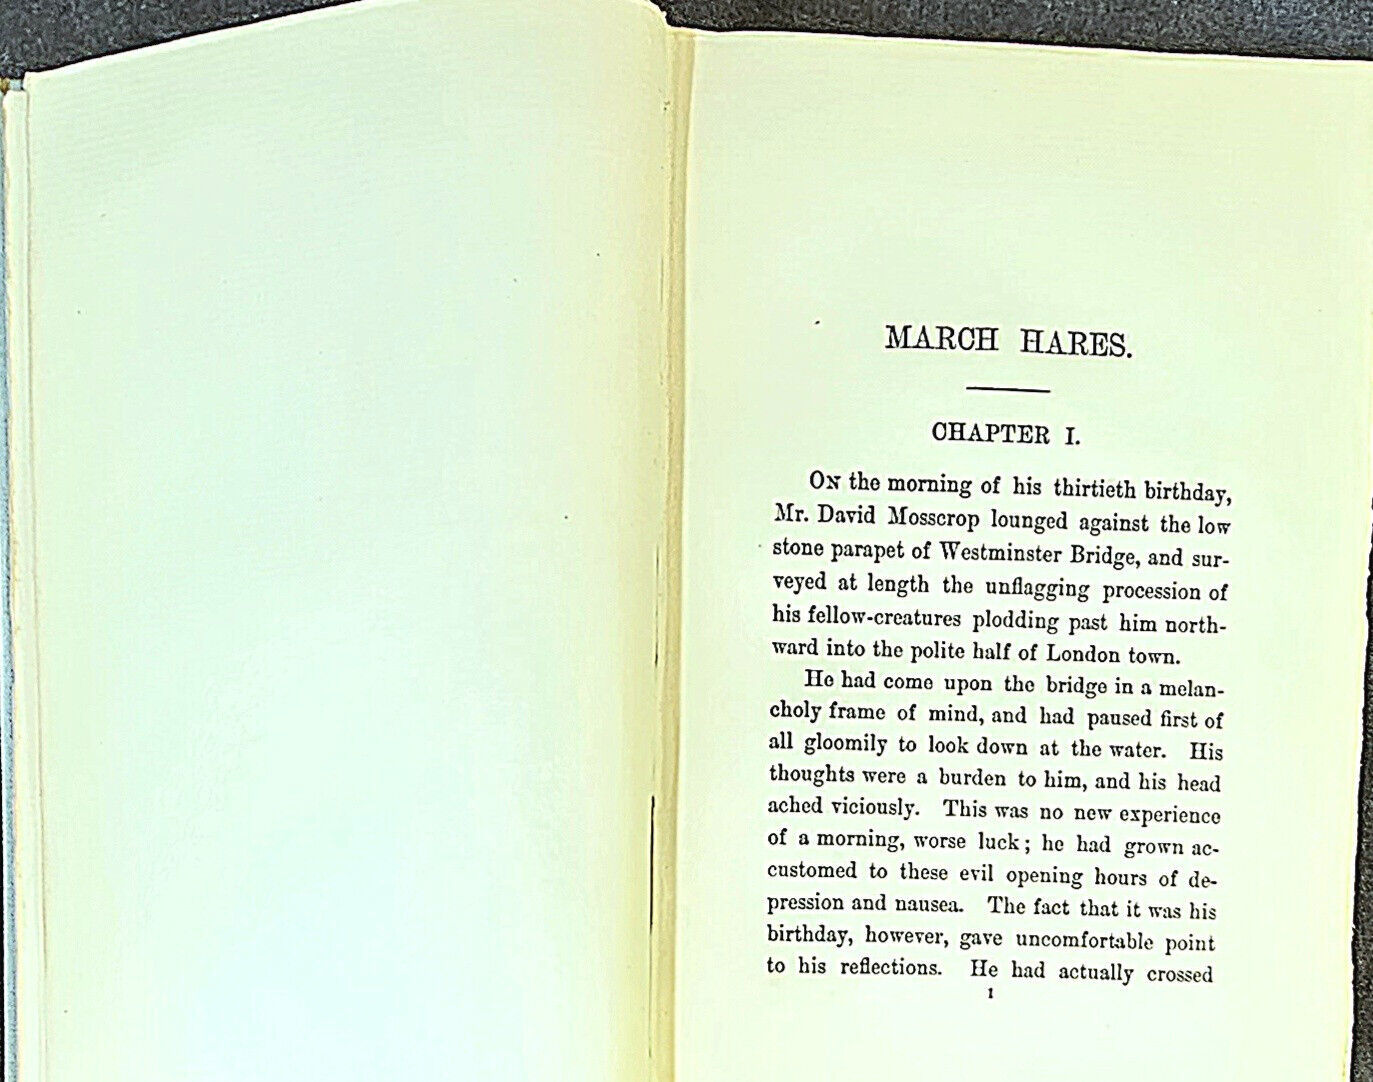 MARCH HARES.
CHAPTER I.
On the morning of his thirtieth birthday,
Mr. David Mosscrop lounged against the low
stone parapet of Westminster Bridge, and sur-
veyed at length the unflagging procession of
his fellow-creatures plodding past him north-
ward into the polite half of London town.
He had come upon the bridge in a melan-
choly frame of mind, and had paused first of
all gloomily to look down at the water. His
thoughts were a burden to him, and his head
ached viciously. This was no new experience
of a morning, worse luck; he had grown ac-
customed to these evil opening hours of de-
pression and nausea. The fact that it was his
birthday, however, gave uncomfortable point
to his reflections. He had actually crossed
1